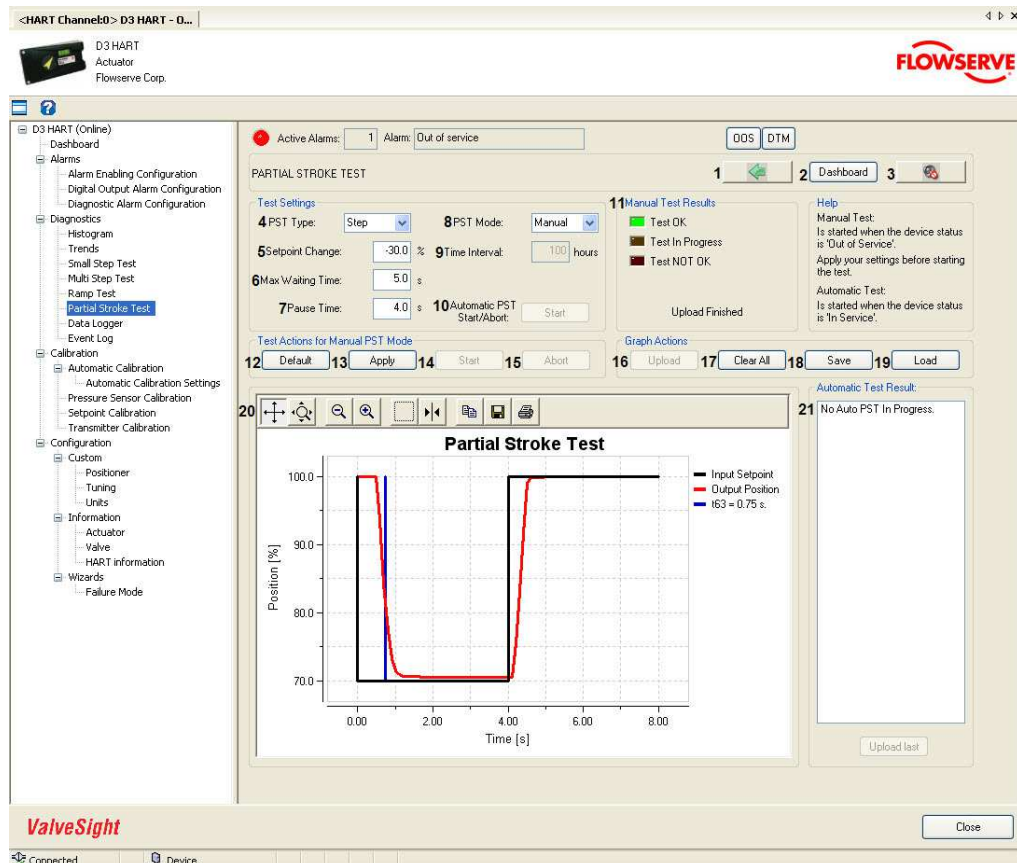 <HART Channel:0> D3 HART - O...
D3 HART
Actuator
Flowserve Corp.
FLOWSERVE
D3 HART (Online)
Dashboard
Alarms
Alarm Enabling Configuration
Digital Output Alarm Configuration
Diagnostic Alarm Configuration
Diagnostics
Histogram
Trends
Small Step Test
Multi Step Test
Ramp Test
Partial Stroke Test
Data Logger
Event Log
Calibration
Automatic Calibration
Automatic Calibration Settings
Pressure Sensor Calibration
Setpoint Calibration
Transmitter Calibration
Configuration
Custom
Positioner
Tuning
Units
Information
Actuator
Valve
HART information
Wizards
Failure Mode
Active Alarms: 1 Alarm: Out of service OOS DTM
PARTIAL STROKE TEST 1 2 Dashboard 3
Test Settings
4 PST Type: Step 8 PST Mode: Manual
5 Setpoint Change: -30.0 % 9 Time Interval: 100 hours
6 Max Waiting Time: 5.0 s
7 Pause Time: 4.0 s 10 Automatic PST Start/Abort: Start
11 Manual Test Results
Test OK
Test In Progress
Test NOT OK
Upload Finished
Help
Manual Test:
Is started when the device status
is 'Out of Service'.
Apply your settings before starting
the test.
Automatic Test:
Is started when the device status
is 'In Service'.
Test Actions for Manual PST Mode
12 Default 13 Apply 14 Start 15 Abort
Graph Actions
16 Upload 17 Clear All 18 Save 19 Load
20
Partial Stroke Test
Input Setpoint
Output Position
t63 = 0.75 s.
Position [%]
100.0
90.0
80.0
70.0
0.00 2.00 4.00 6.00 8.00
Time [s]
Automatic Test Result:
21 No Auto PST In Progress.
Upload last
ValveSight
Close
Connected Device